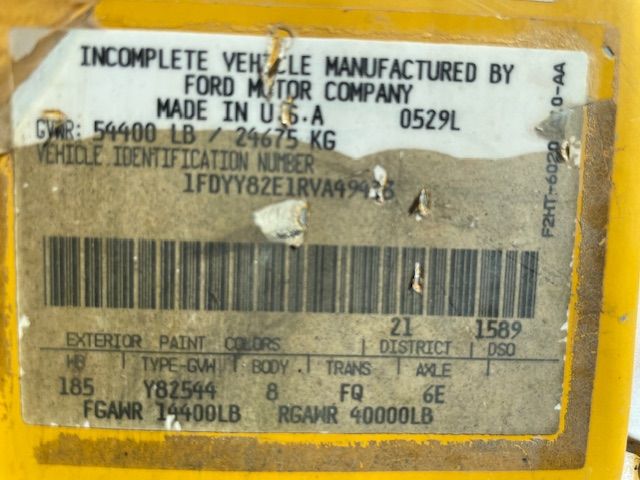 INCOMPLETE VEHICLE MANUFACTURED BY
FORD MOTOR COMPANY
MADE IN U.S.A 0529L
GVWR: 54400 LB / 24675 KG
VEHICLE IDENTIFICATION NUMBER
21 1589
EXTERIOR PAINT COLORS DISTRICT DSO
WB TYPE-GVW BODY TRANS AXLE
185 Y82544 8 FQ 6E
FGAWR 14400LB RGAWR 40000LB